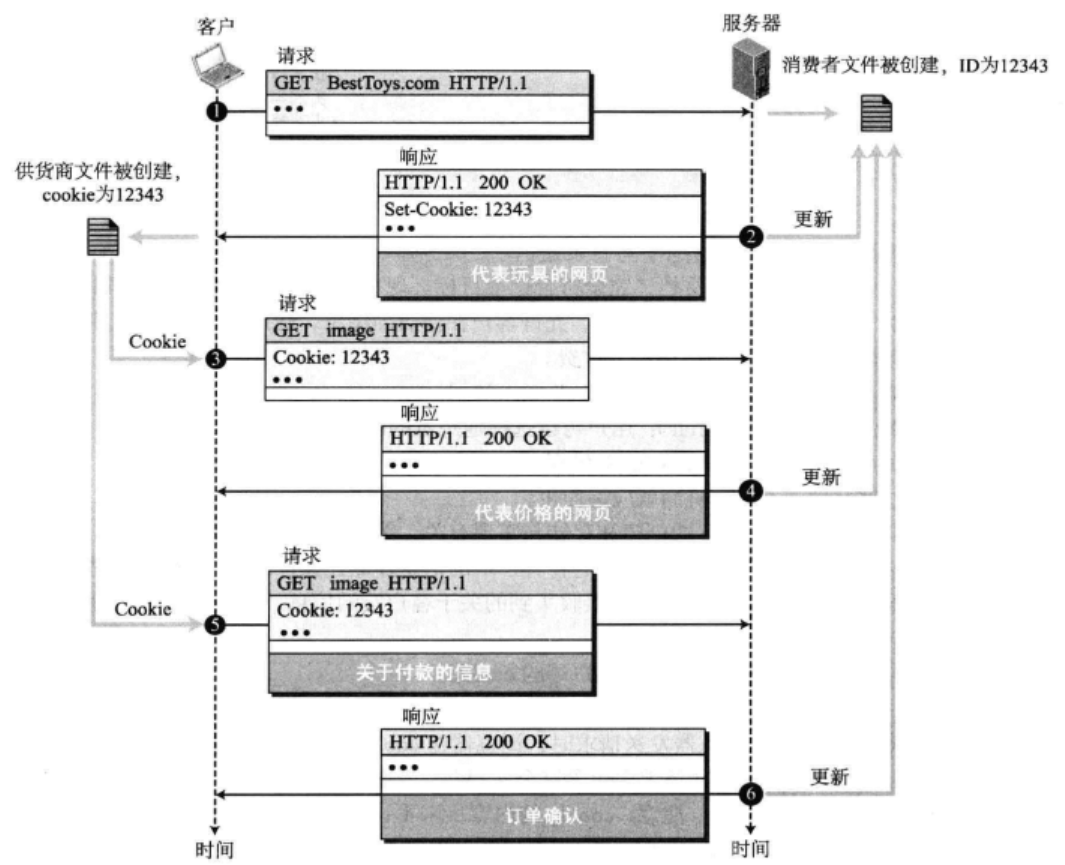 客户
服务器
请求
消费者文件被创建，ID为12343
GET BestToys.com HTTP/1.1
•••
❶
响应
供货商文件被创建，
cookie为12343
HTTP/1.1 200 OK
Set-Cookie: 12343
•••
更新
❷
代表玩具的网页
请求
GET image HTTP/1.1
Cookie
Cookie: 12343
❸
•••
响应
HTTP/1.1 200 OK
•••
更新
❹
代表价格的网页
请求
GET image HTTP/1.1
Cookie
Cookie: 12343
❺
•••
关于付款的信息
响应
HTTP/1.1 200 OK
•••
更新
❻
订单确认
时间
时间